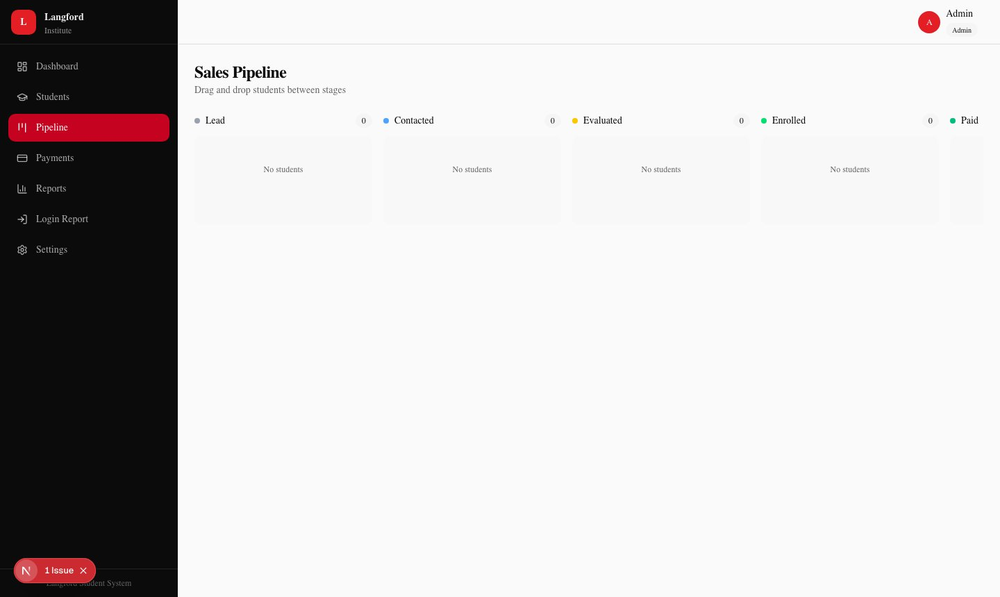 L
Langford
Institute
Dashboard
Students
Pipeline
Payments
Reports
Login Report
Settings
1 Issue
Langford Student System
A
Admin
Admin
Sales Pipeline
Drag and drop students between stages
Lead 0
Contacted 0
Evaluated 0
Enrolled 0
Paid
No students
No students
No students
No students